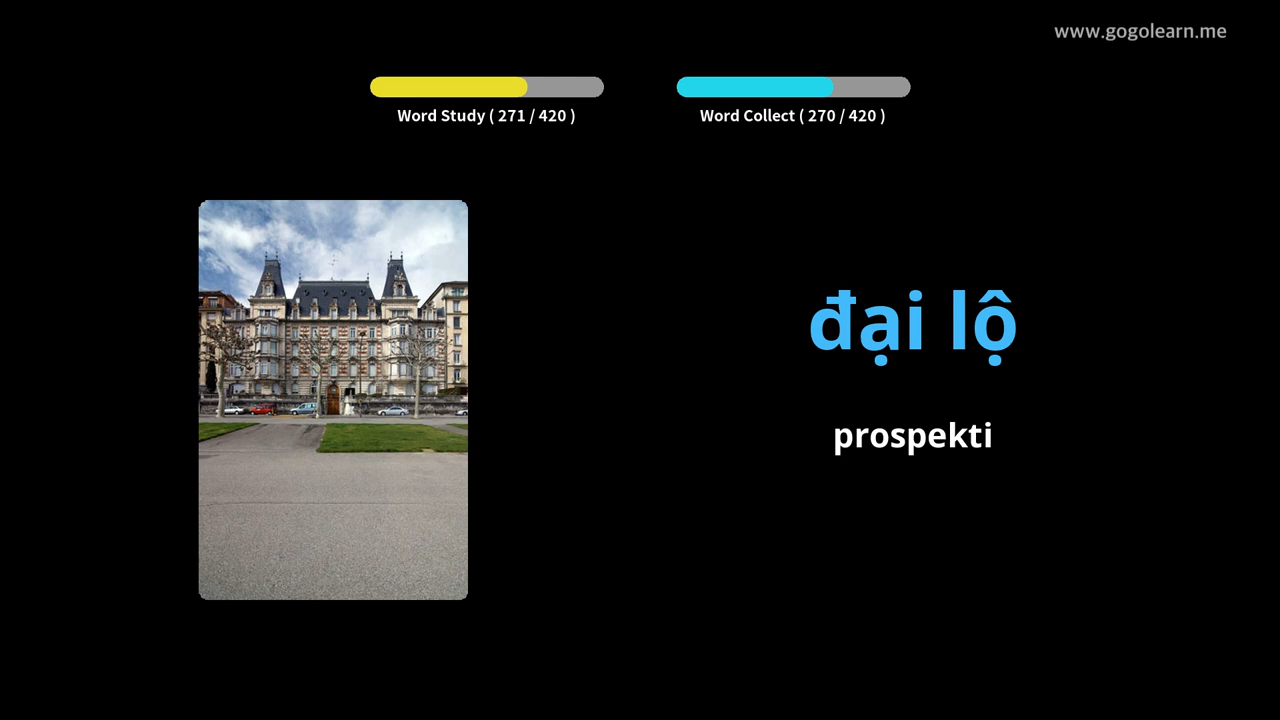 www.gogolearn.me
Word Study ( 271 / 420 )
Word Collect ( 270 / 420 )
đại lộ
prospekti